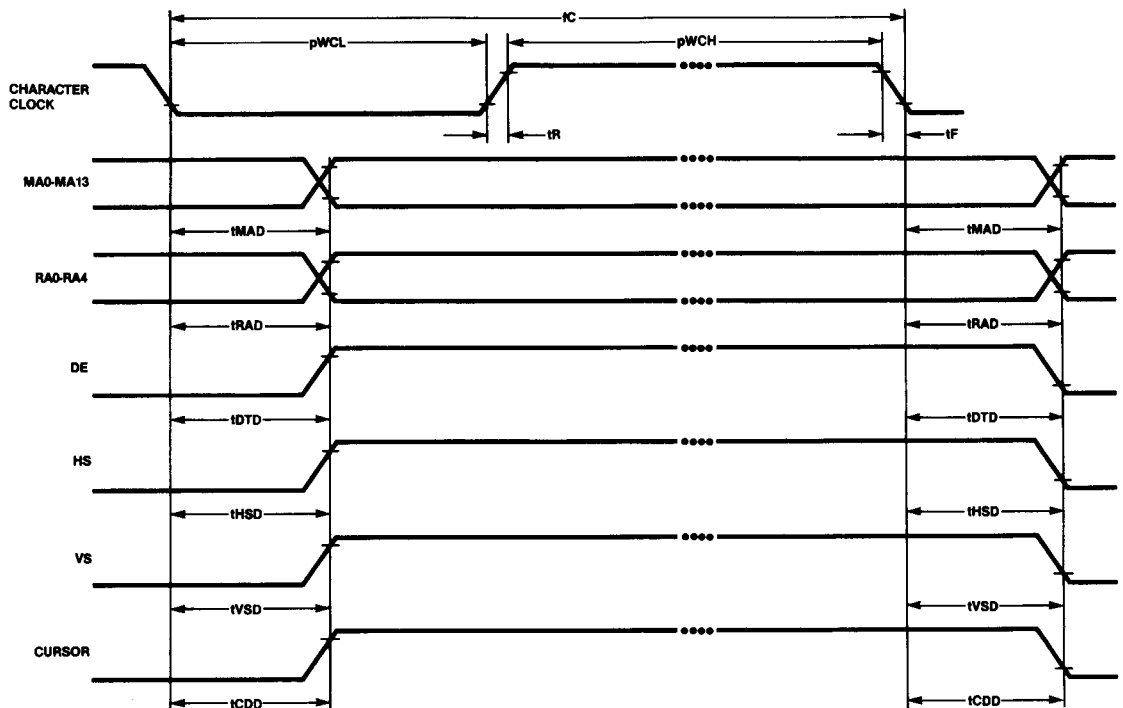 fC
pWCL
pWCH
CHARACTER
CLOCK
tR
tF
MA0-MA13
tMAD
tMAD
RA0-RA4
tRAD
tRAD
DE
tDTD
tDTD
HS
tHSD
tHSD
VS
tVSD
tVSD
CURSOR
tCDD
tCDD